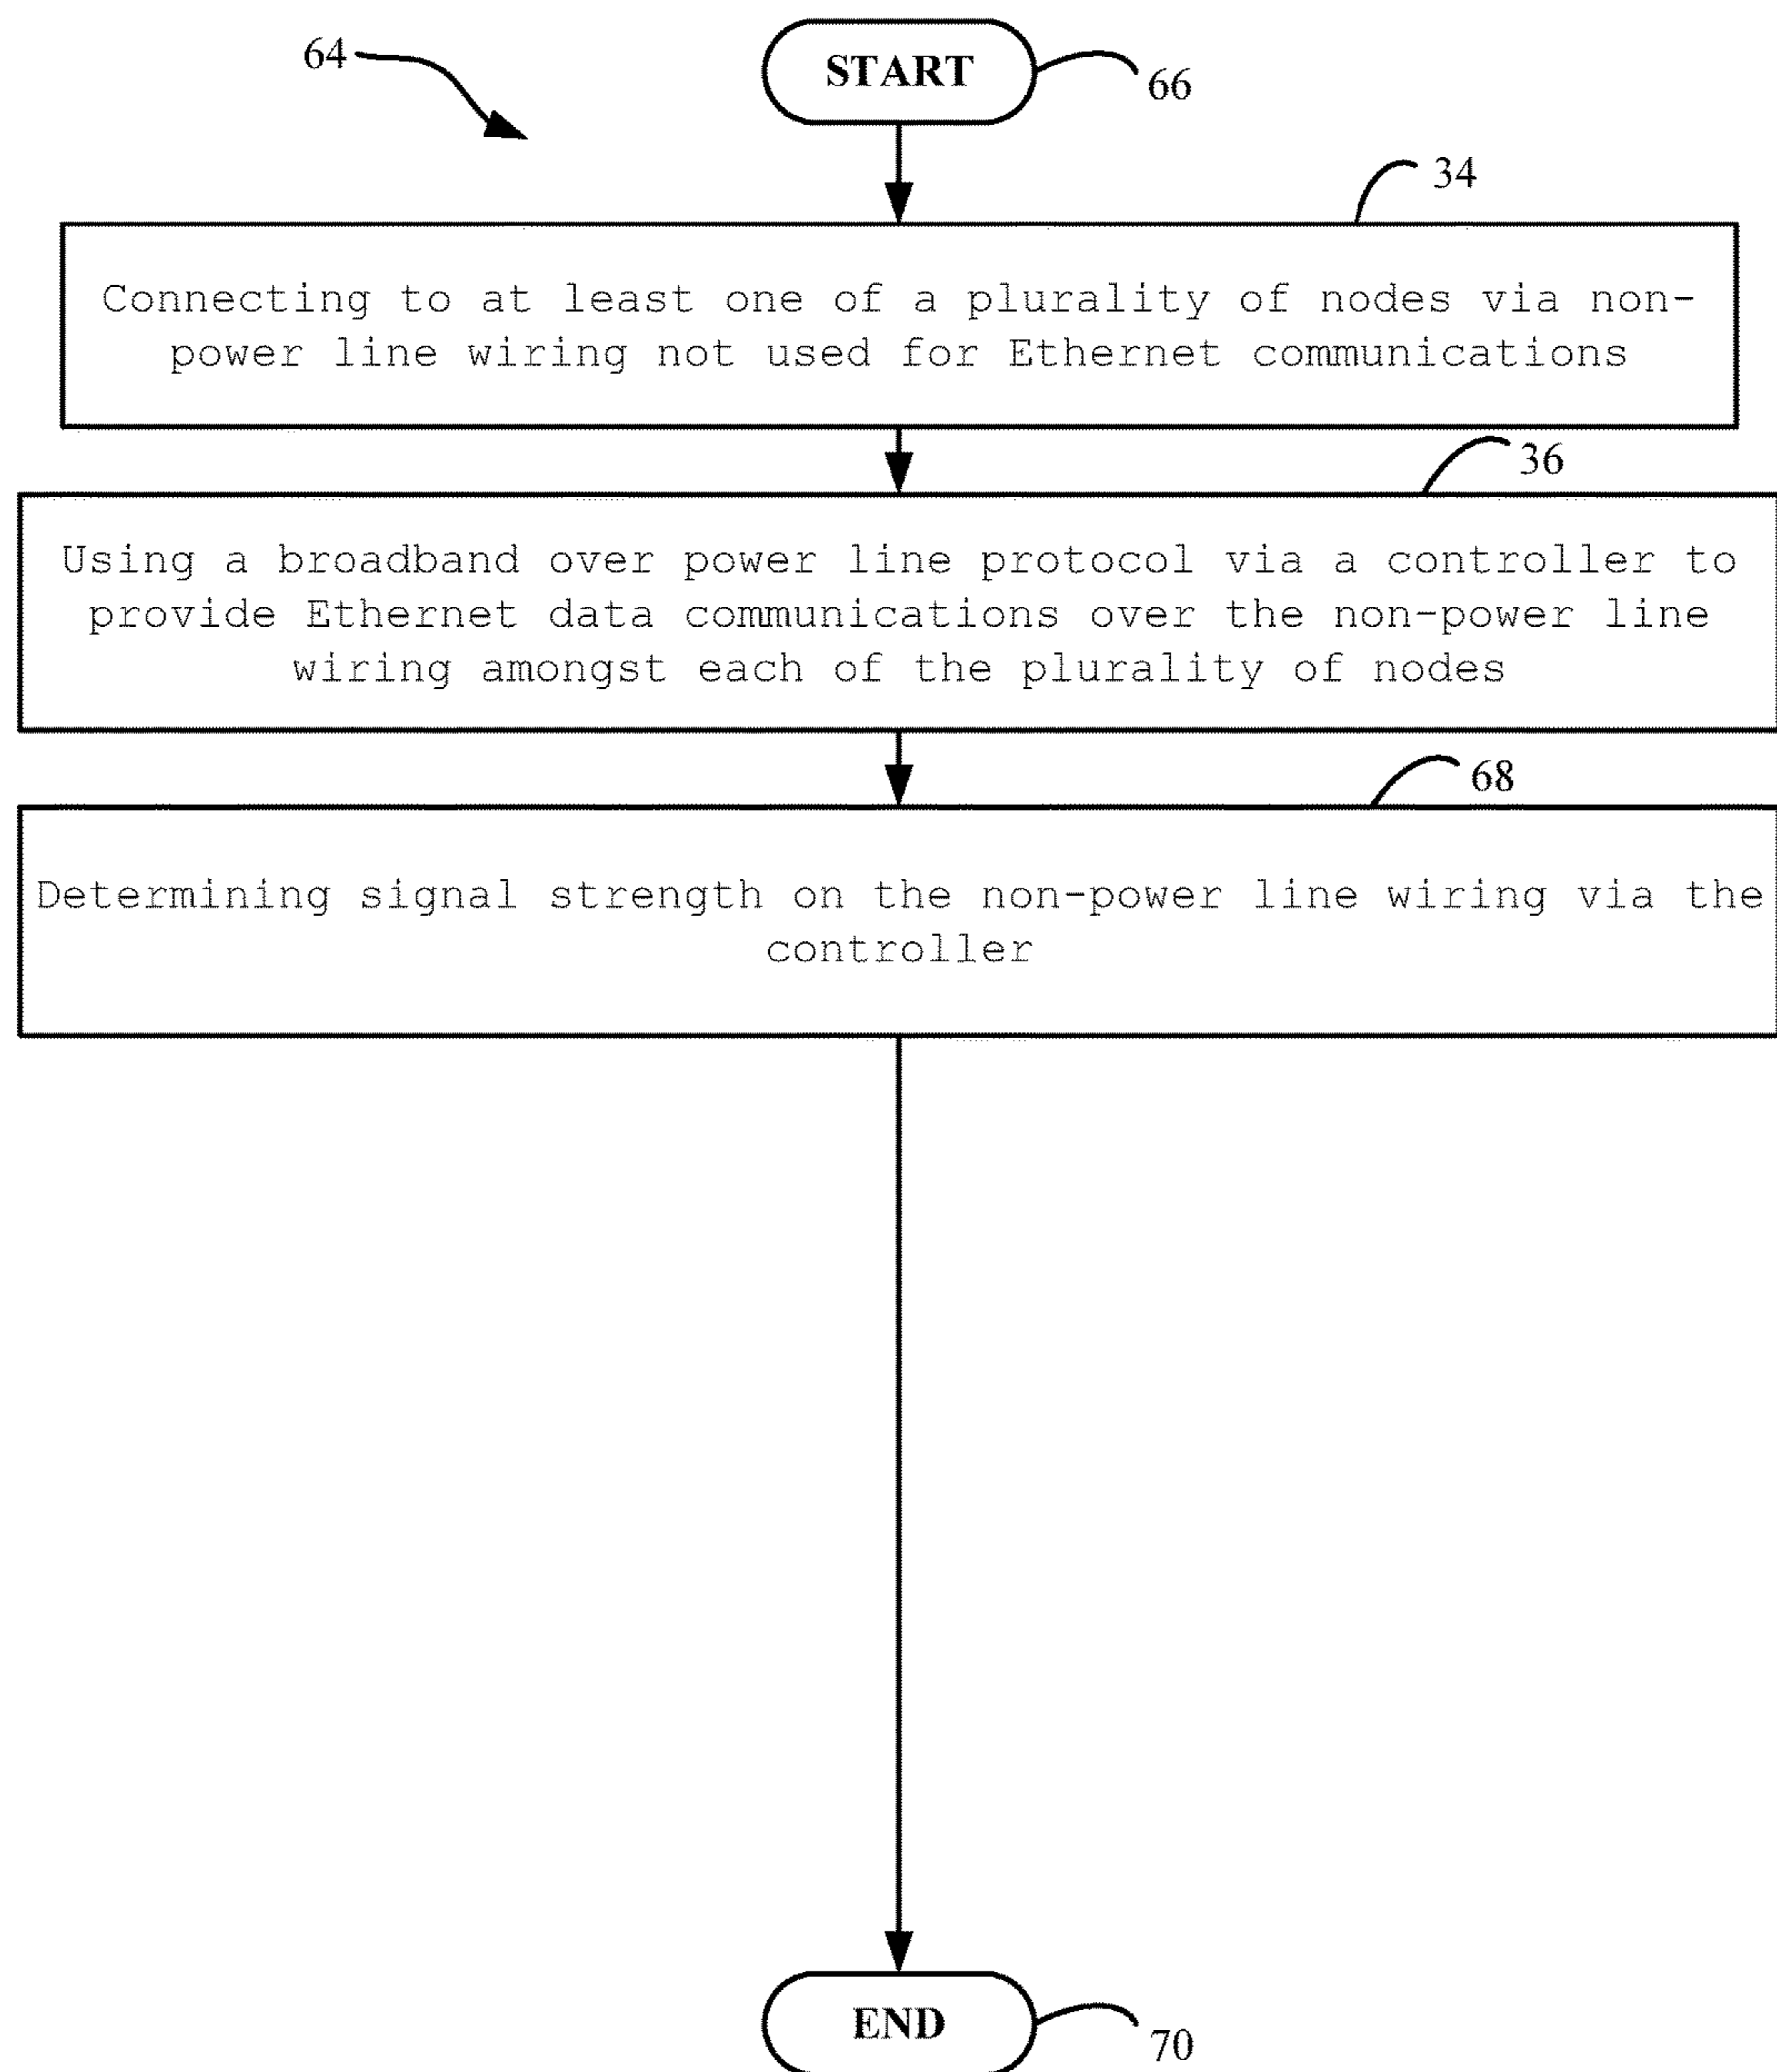 64
START
66
34
Connecting to at least one of a plurality of nodes via non-
power line wiring not used for Ethernet communications
36
Using a broadband over power line protocol via a controller to
provide Ethernet data communications over the non-power line
wiring amongst each of the plurality of nodes
68
Determining signal strength on the non-power line wiring via the
controller
END
70